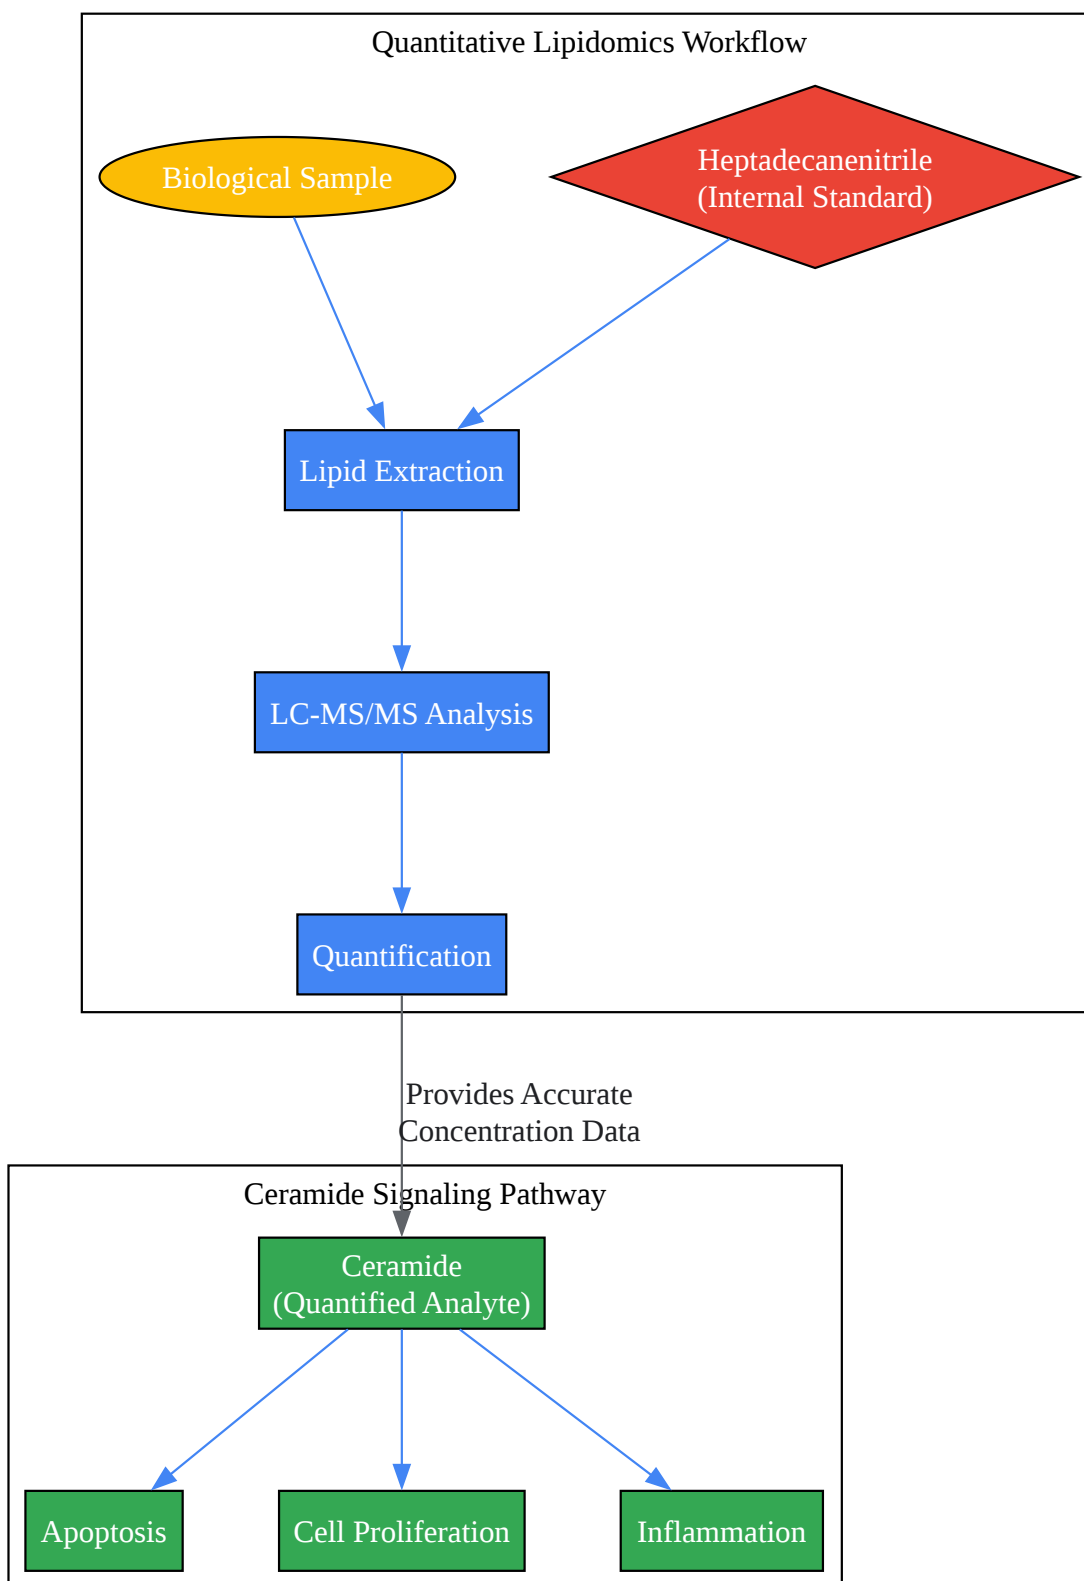 Quantitative Lipidomics Workflow
Biological Sample
Heptadecanenitrile
(Internal Standard)
Lipid Extraction
LC-MS/MS Analysis
Quantification
Provides Accurate
Concentration Data
Ceramide Signaling Pathway
Ceramide
(Quantified Analyte)
Apoptosis
Cell Proliferation
Inflammation